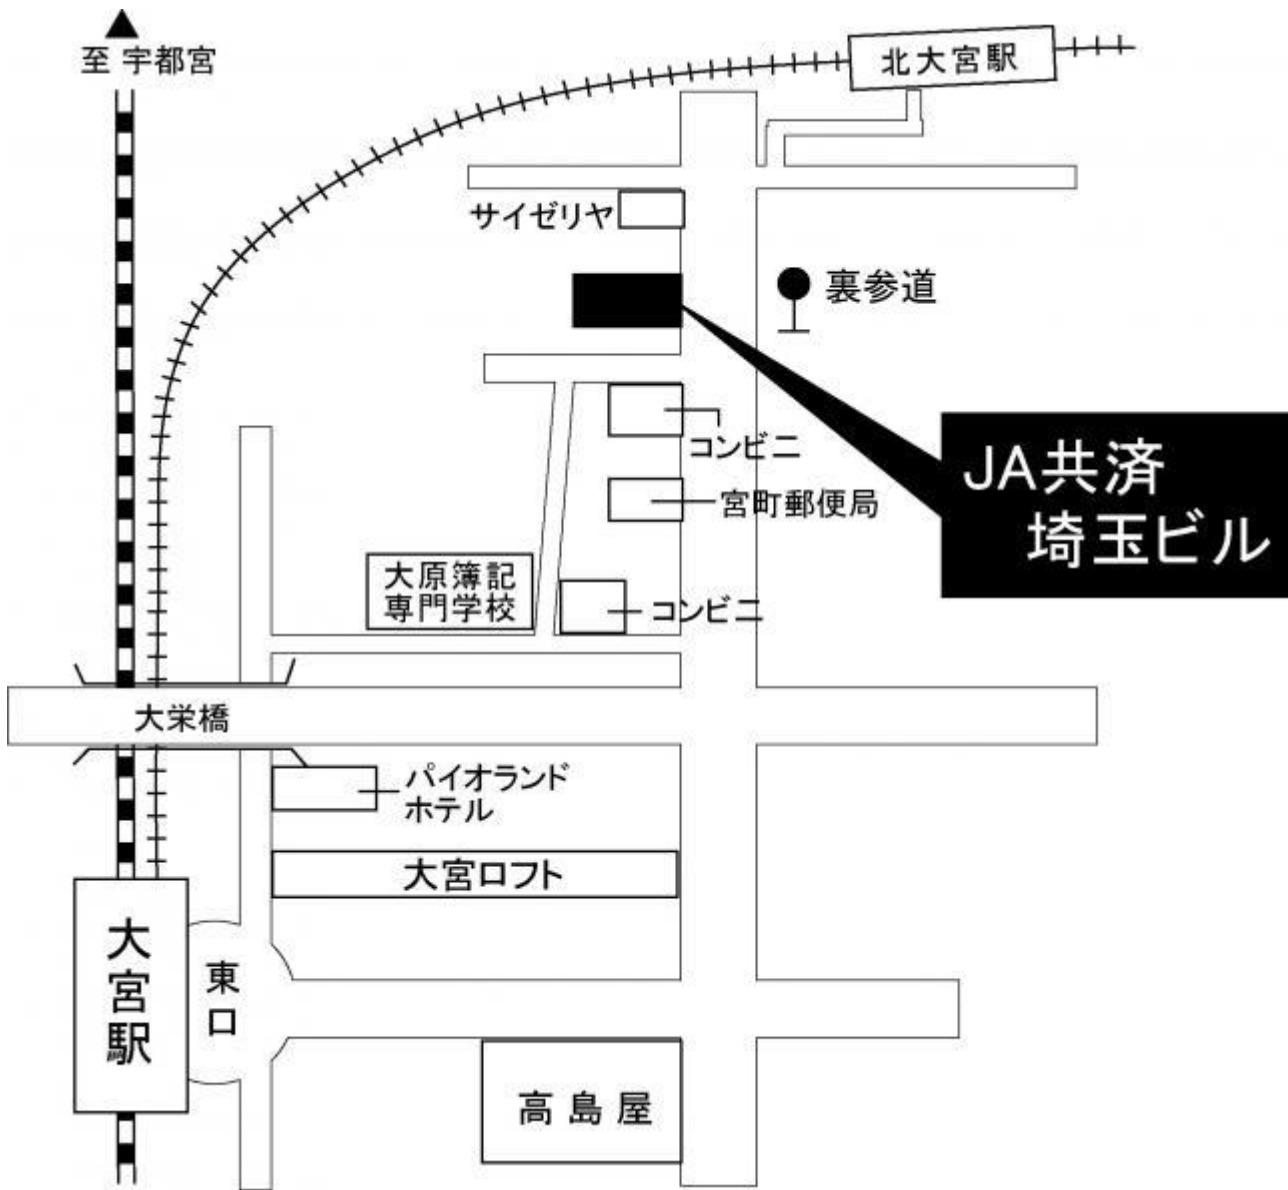 至 宇都宮
北大宮駅
サイゼリヤ
裏参道
コンビニ
JA共済
埼玉ビル
宮町郵便局
大原簿記
専門学校
コンビニ
大栄橋
パイオランド
ホテル
大宮ロフト
大宮駅
東口
高島屋